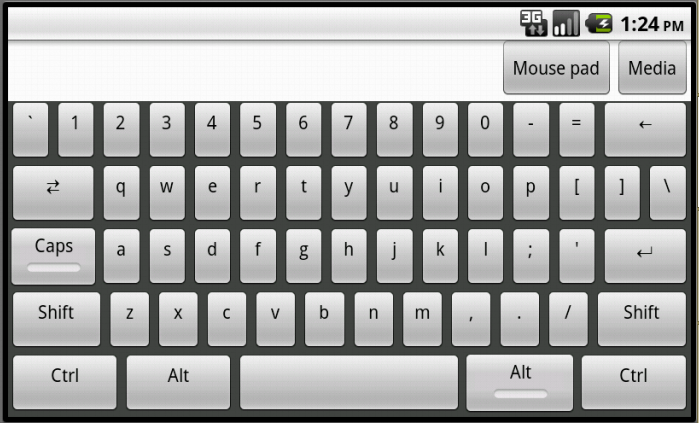 3G 1:24 PM
Mouse pad Media
` 1 2 3 4 5 6 7 8 9 0 - = ←
⇄ q w e r t y u i o p [ ] \
Caps a s d f g h j k l ; ' ↵
Shift z x c v b n m , . / Shift
Ctrl Alt Alt Ctrl